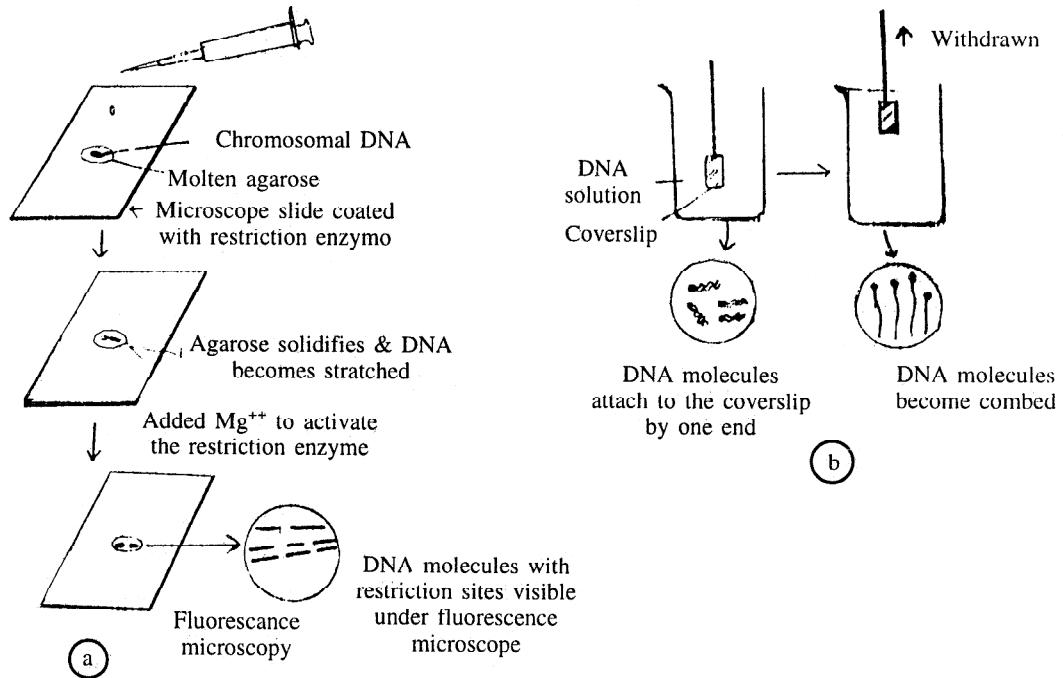 Chromosomal DNA
Molten agarose
Microscope slide coated
with restriction enzymo
Agarose solidifies & DNA
becomes stratched
Added Mg⁺⁺ to activate
the restriction enzyme
DNA molecules with
restriction sites visible
under fluorescence
microscope
Fluorescance
microscopy
a
Withdrawn
DNA
solution
Coverslip
DNA molecules
attach to the coverslip
by one end
DNA molecules
become combed
b